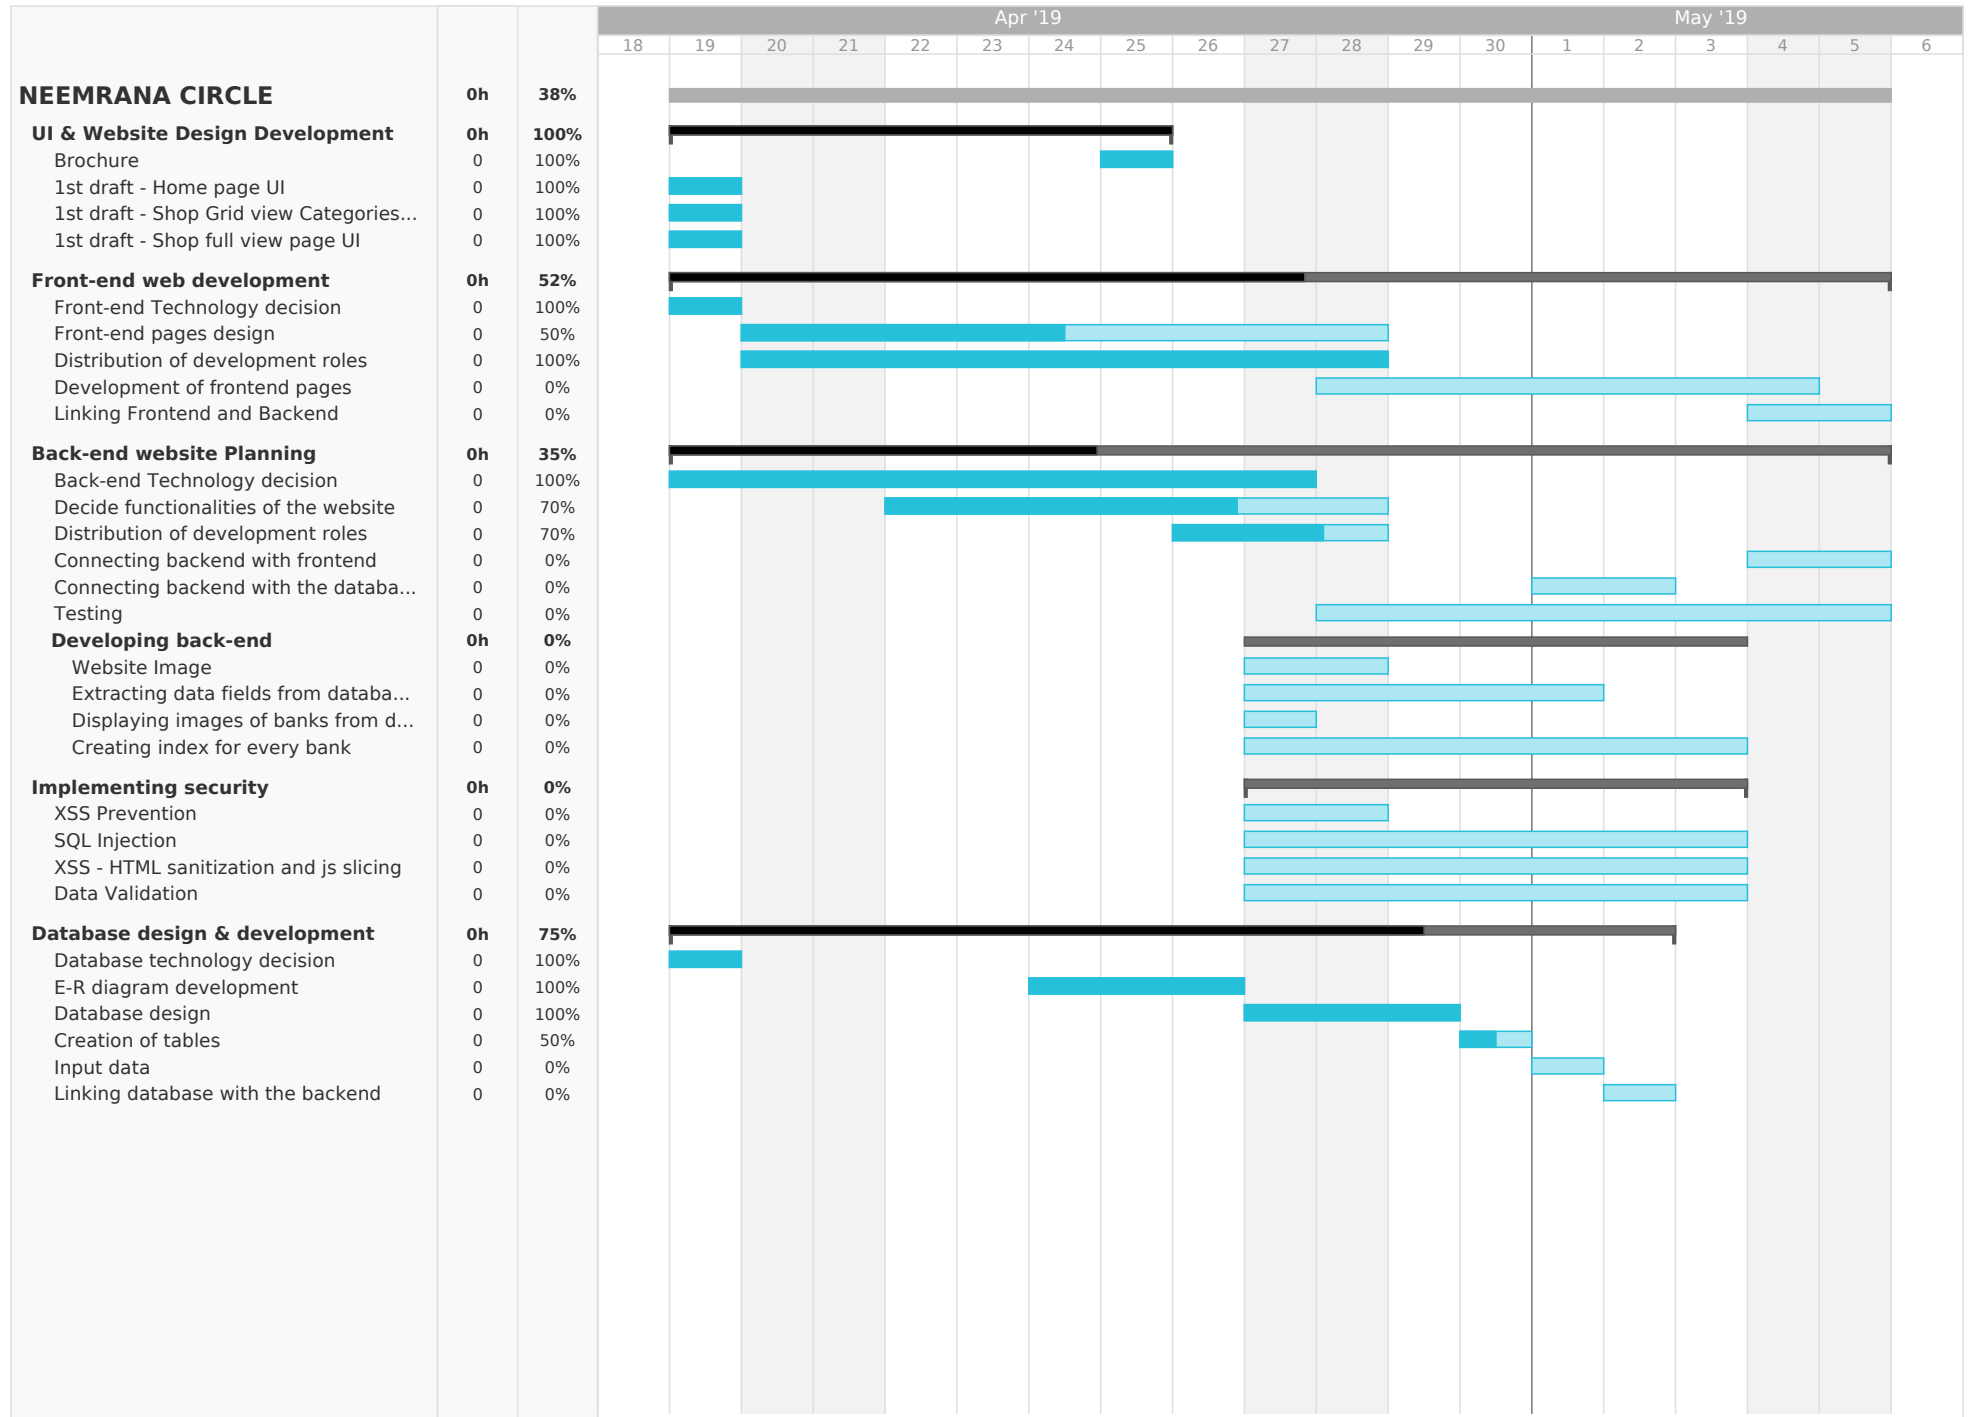 Apr '19 May '19
18 19 20 21 22 23 24 25 26 27 28 29 30 1 2 3 4 5 6
NEEMRANA CIRCLE 0h 38%
UI & Website Design Development 0h 100%
Brochure 0 100%
1st draft - Home page UI 0 100%
1st draft - Shop Grid view Categories... 0 100%
1st draft - Shop full view page UI 0 100%
Front-end web development 0h 52%
Front-end Technology decision 0 100%
Front-end pages design 0 50%
Distribution of development roles 0 100%
Development of frontend pages 0 0%
Linking Frontend and Backend 0 0%
Back-end website Planning 0h 35%
Back-end Technology decision 0 100%
Decide functionalities of the website 0 70%
Distribution of development roles 0 70%
Connecting backend with frontend 0 0%
Connecting backend with the databa... 0 0%
Testing 0 0%
Developing back-end 0h 0%
Website Image 0 0%
Extracting data fields from databa... 0 0%
Displaying images of banks from d... 0 0%
Creating index for every bank 0 0%
Implementing security 0h 0%
XSS Prevention 0 0%
SQL Injection 0 0%
XSS - HTML sanitization and js slicing 0 0%
Data Validation 0 0%
Database design & development 0h 75%
Database technology decision 0 100%
E-R diagram development 0 100%
Database design 0 100%
Creation of tables 0 50%
Input data 0 0%
Linking database with the backend 0 0%